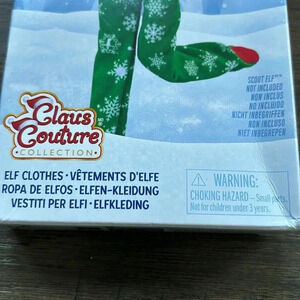 SCOUT ELF
NOT INCLUDED
NON INCLUS
NO INCLUIDO
NICHT INBEGRIFFEN
NON INCLUSO
NIET INBEGREPEN
Claus
Couture
COLLECTION
ELF CLOTHES • VÊTEMENTS D'ELFE
ROPA DE ELFOS • ELFEN-KLEIDUNG
VESTITI PER ELFI • ELFKLEDING
⚠ WARNING:
CHOKING HAZARD — Small parts.
Not for children under 3 years.